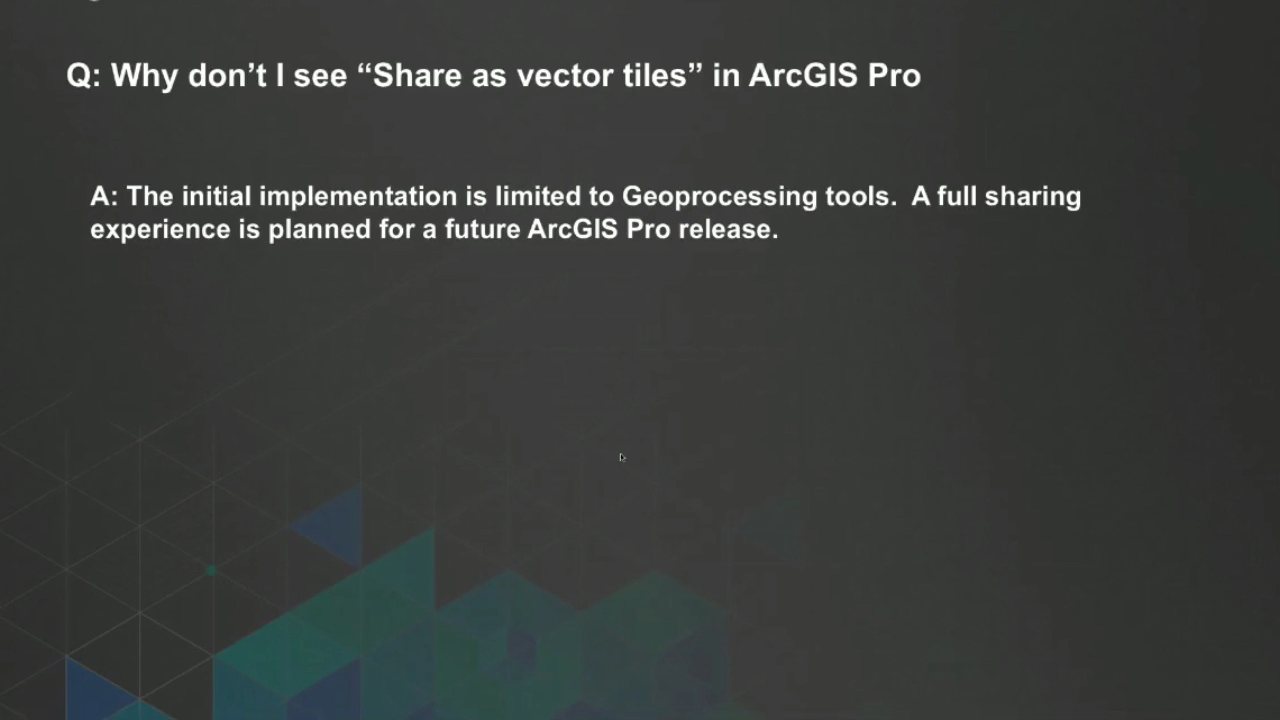 Q: Why don’t I see “Share as vector tiles” in ArcGIS Pro
A: The initial implementation is limited to Geoprocessing tools.  A full sharing
experience is planned for a future ArcGIS Pro release.